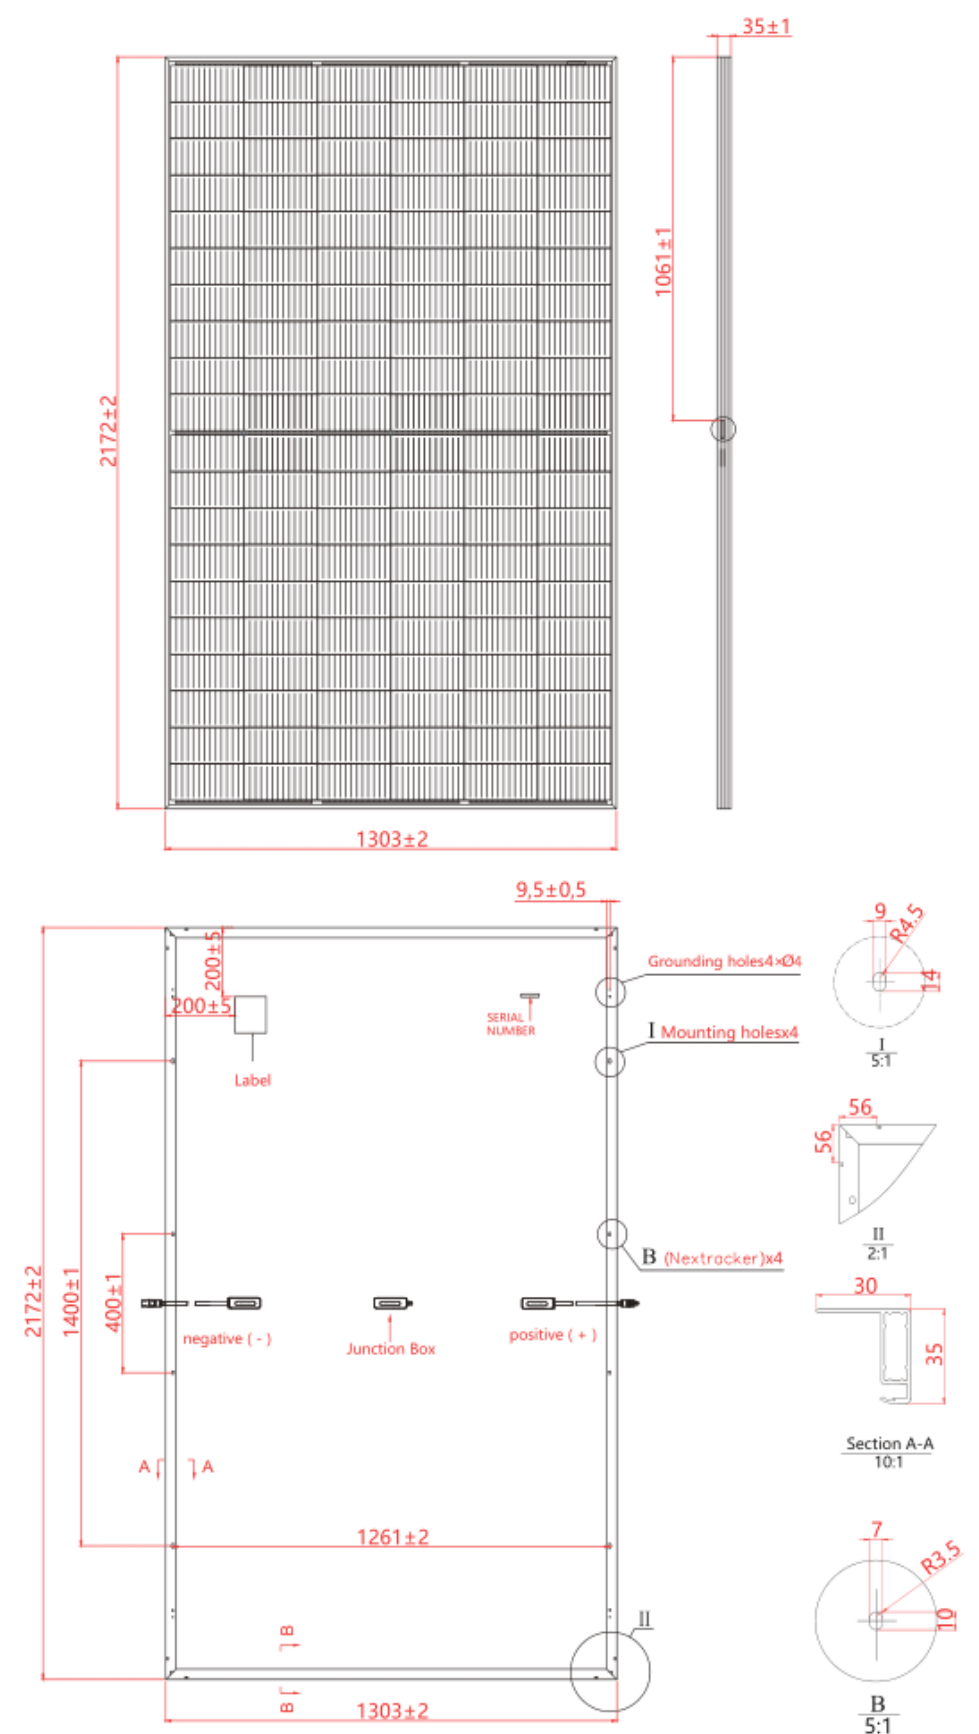 35±1
1061±1
2172±2
1303±2
9,5±0,5
200±5
200±5
Label
SERIAL
NUMBER
Grounding holes4×Ø4
I Mounting holesx4
B (Nextracker)x4
2172±2
1400±1
400±1
negative ( - )
Junction Box
positive ( + )
A A
1261±2
B
B
II
1303±2
9
R4.5
14
I
5:1
56
56
II
2:1
30
35
Section A-A
10:1
7
R3.5
10
B
5:1